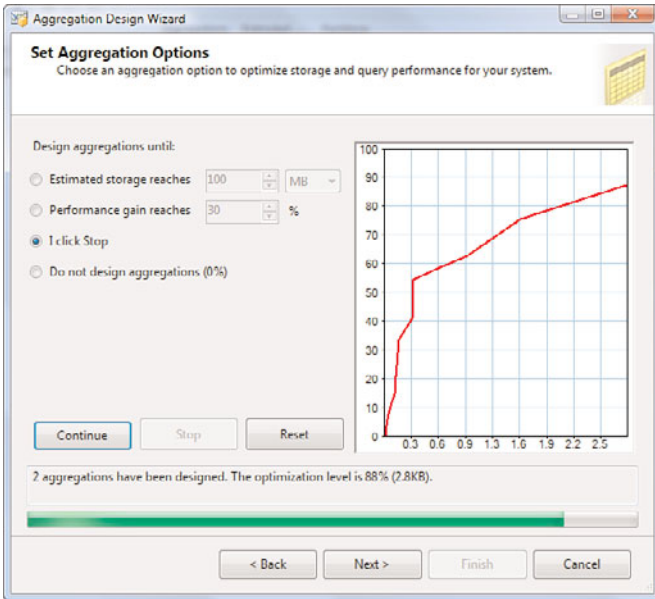 Aggregation Design Wizard
Set Aggregation Options
Choose an aggregation option to optimize storage and query performance for your system.
Design aggregations until:
Estimated storage reaches 100 MB
Performance gain reaches 30 %
I click Stop
Do not design aggregations (0%)
100
90
80
70
60
50
40
30
20
10
0
0.3 0.6 0.9 1.3 1.6 1.9 2.2 2.5
Continue Stop Reset
2 aggregations have been designed. The optimization level is 88% (2.8KB).
< Back Next > Finish Cancel